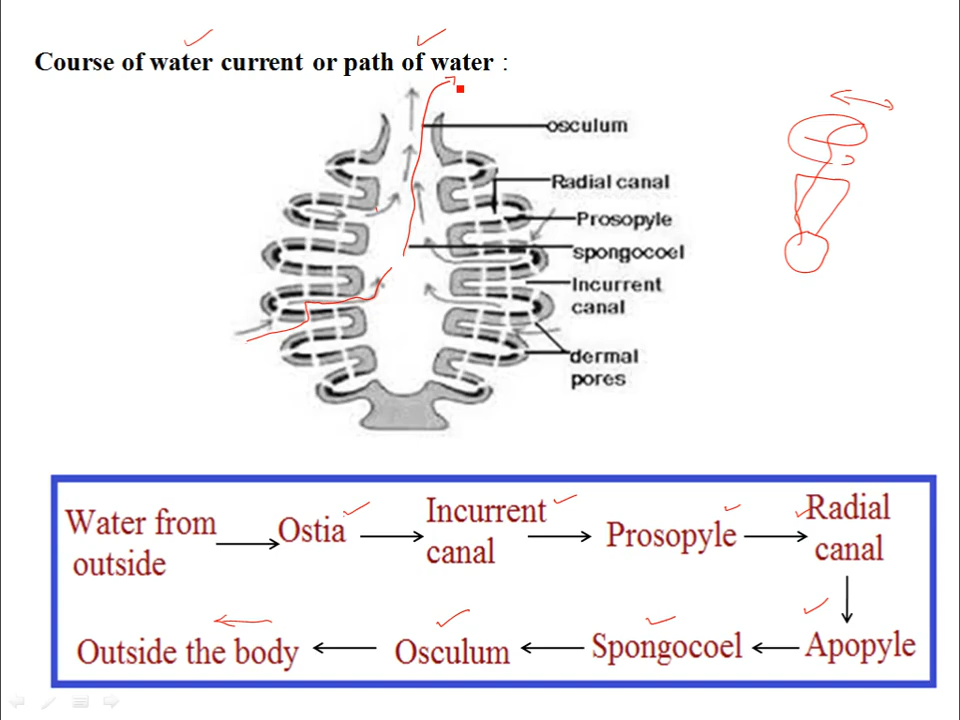 Course of water current or path of water :
osculum
Radial canal
Prosopyle
spongocoel
Incurrent
canal
dermal
pores
Water from
outside
Ostia
Incurrent
canal
Prosopyle
Radial
canal
Outside the body
Osculum
Spongocoel
Apopyle